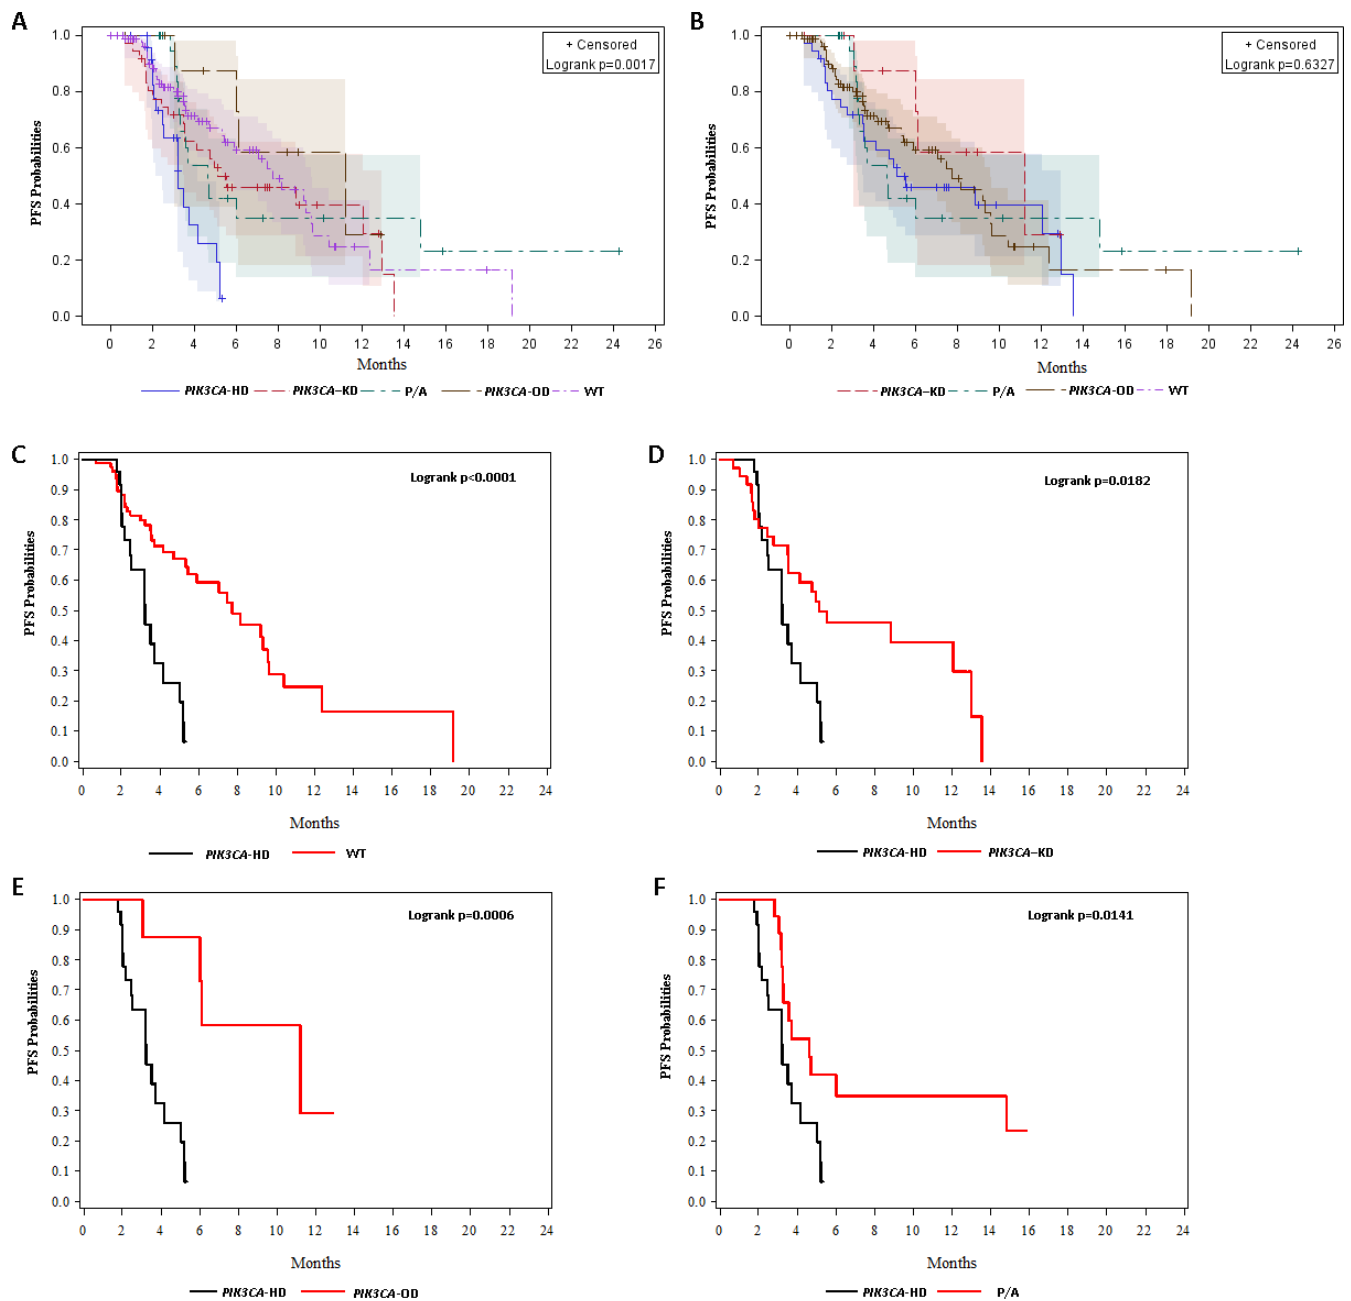 A
PFS Probabilities
1.0
0.8
0.6
0.4
0.2
0.0
+ Censored
Logrank p=0.0017
0 2 4 6 8 10 12 14 16 18 20 22 24 26
Months
PIK3CA-HD PIK3CA–KD P/A PIK3CA-OD WT
B
PFS Probabilities
1.0
0.8
0.6
0.4
0.2
0.0
+ Censored
Logrank p=0.6327
0 2 4 6 8 10 12 14 16 18 20 22 24 26
Months
PIK3CA–KD P/A PIK3CA-OD WT
C
PFS Probabilities
1.0
0.9
0.8
0.7
0.6
0.5
0.4
0.3
0.2
0.1
0.0
Logrank p<0.0001
0 2 4 6 8 10 12 14 16 18 20 22 24
Months
PIK3CA-HD WT
D
PFS Probabilities
1.0
0.9
0.8
0.7
0.6
0.5
0.4
0.3
0.2
0.1
0.0
Logrank p=0.0182
0 2 4 6 8 10 12 14 16 18 20 22 24
Months
PIK3CA-HD PIK3CA–KD
E
PFS Probabilities
1.0
0.9
0.8
0.7
0.6
0.5
0.4
0.3
0.2
0.1
0.0
Logrank p=0.0006
0 2 4 6 8 10 12 14 16 18 20 22 24
Months
PIK3CA-HD PIK3CA-OD
F
PFS Probabilities
1.0
0.9
0.8
0.7
0.6
0.5
0.4
0.3
0.2
0.1
0.0
Logrank p=0.0141
0 2 4 6 8 10 12 14 16 18 20 22 24
Months
PIK3CA-HD P/A